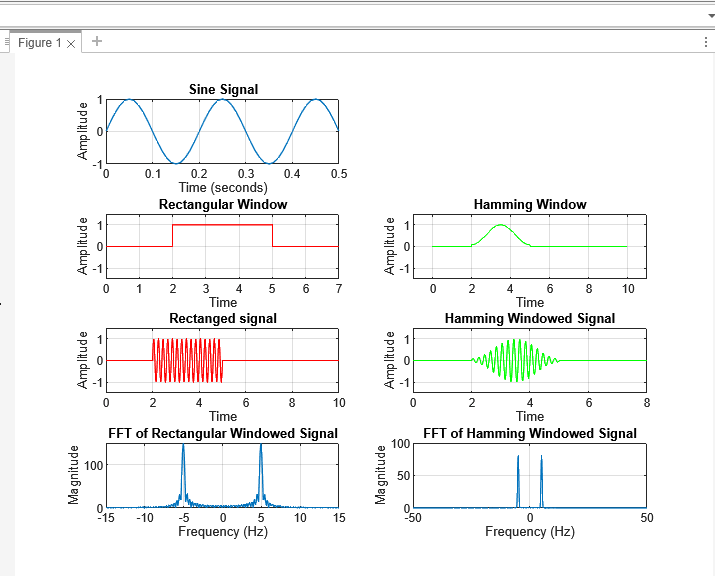 Figure 1 × +
Sine Signal
1
0
-1
Amplitude
0 0.1 0.2 0.3 0.4 0.5
Time (seconds)
Rectangular Window
1
0
-1
Amplitude
0 1 2 3 4 5 6 7
Time
Hamming Window
1
0
-1
Amplitude
0 2 4 6 8 10
Time
Rectanged signal
1
0
-1
Amplitude
0 2 4 6 8 10
Time
Hamming Windowed Signal
1
0
-1
Amplitude
0 2 4 6 8
Time
FFT of Rectangular Windowed Signal
100
0
Magnitude
-15 -10 -5 0 5 10 15
Frequency (Hz)
FFT of Hamming Windowed Signal
100
50
0
Magnitude
-50 0 50
Frequency (Hz)